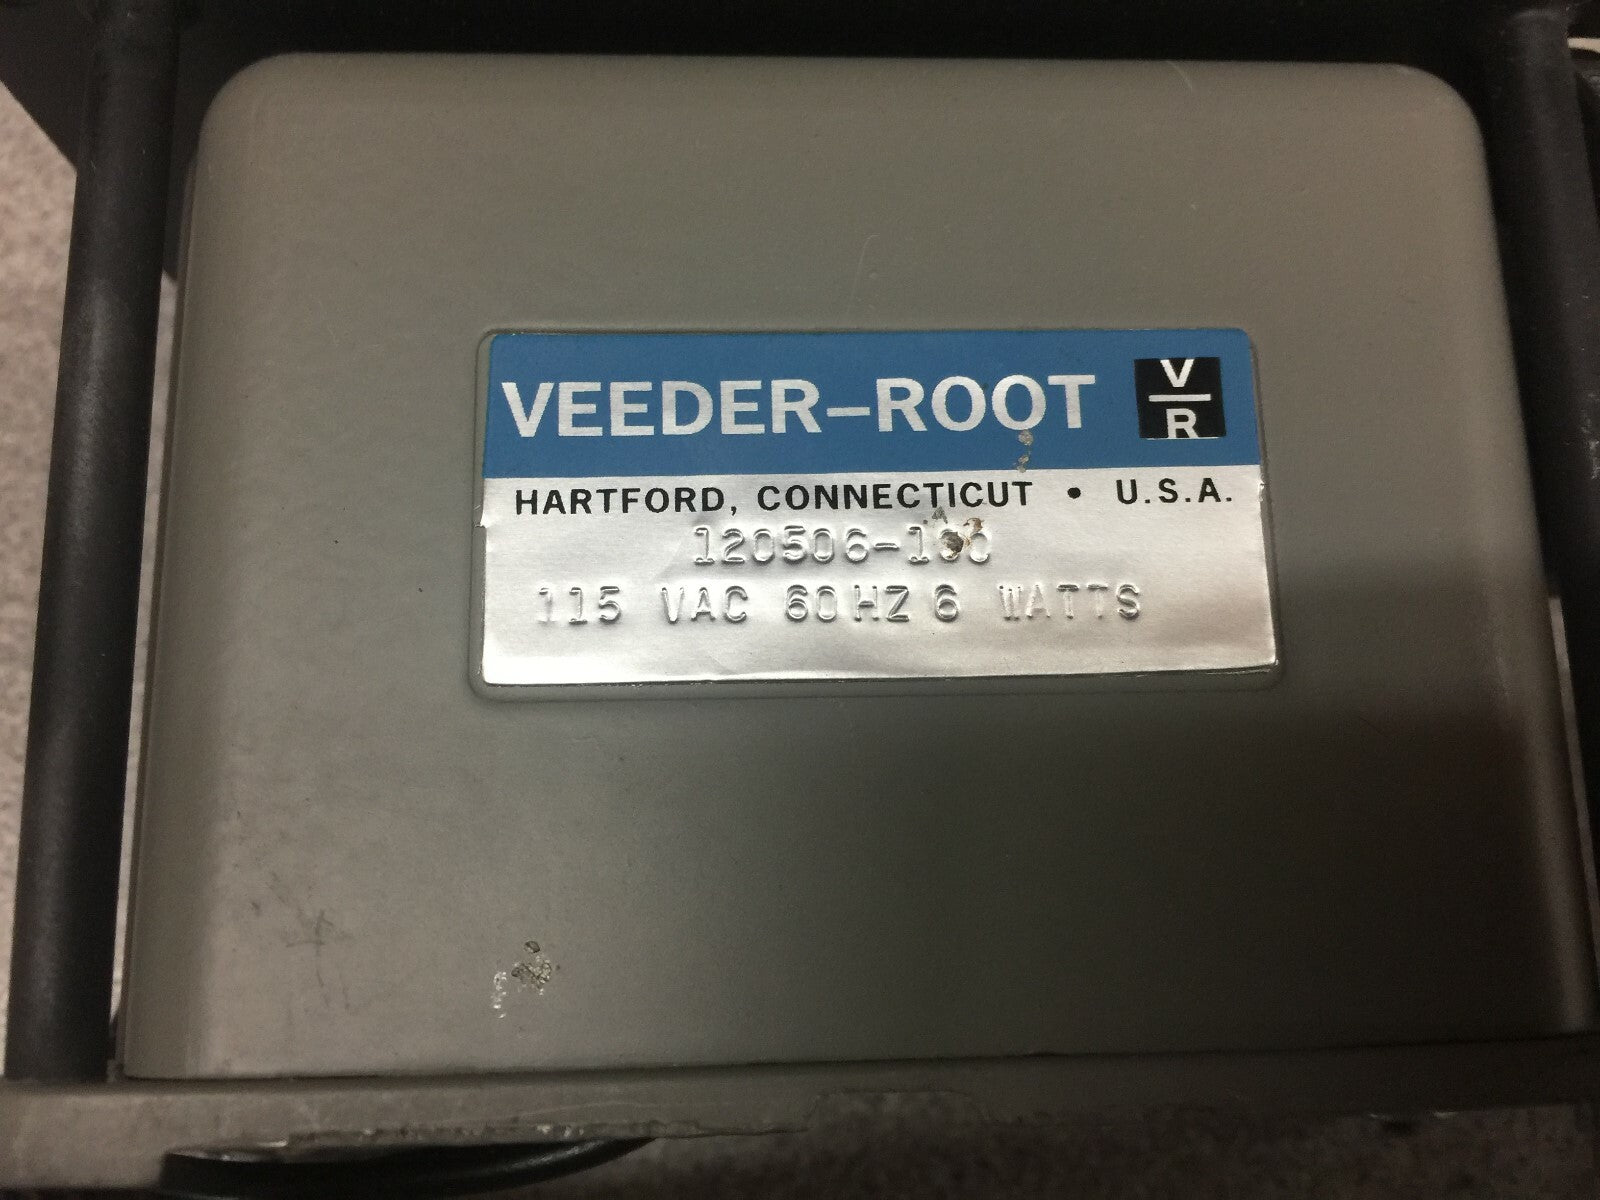 VEEDER-ROOT V
R
HARTFORD, CONNECTICUT • U.S.A.
115 VAC 60 HZ 6 WATTS